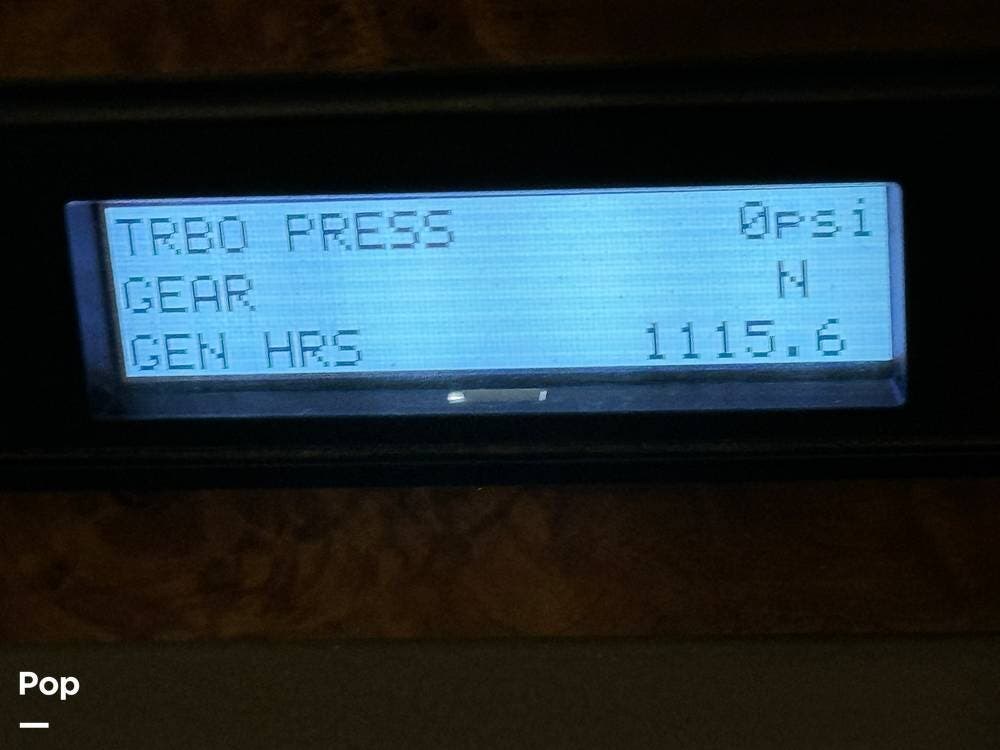 TRBO PRESS 0psi
GEAR N
GEN HRS 1115.6
Pop